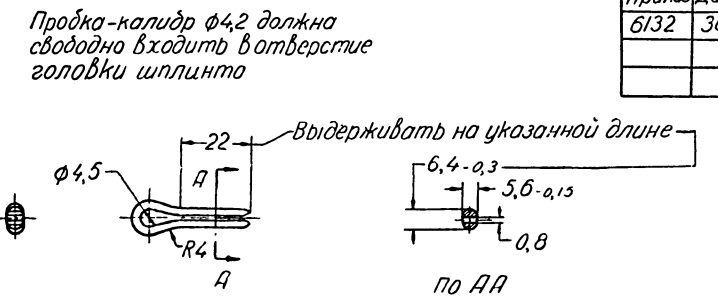 Пробка-калибр ф4,2 должна
свободно входить в отверстие
головки шплинто
6132
22
Выдерживать на указанной длине
ф4,5
А
6,4-0,3
5,6-0,15
R4
0,8
А
по АА